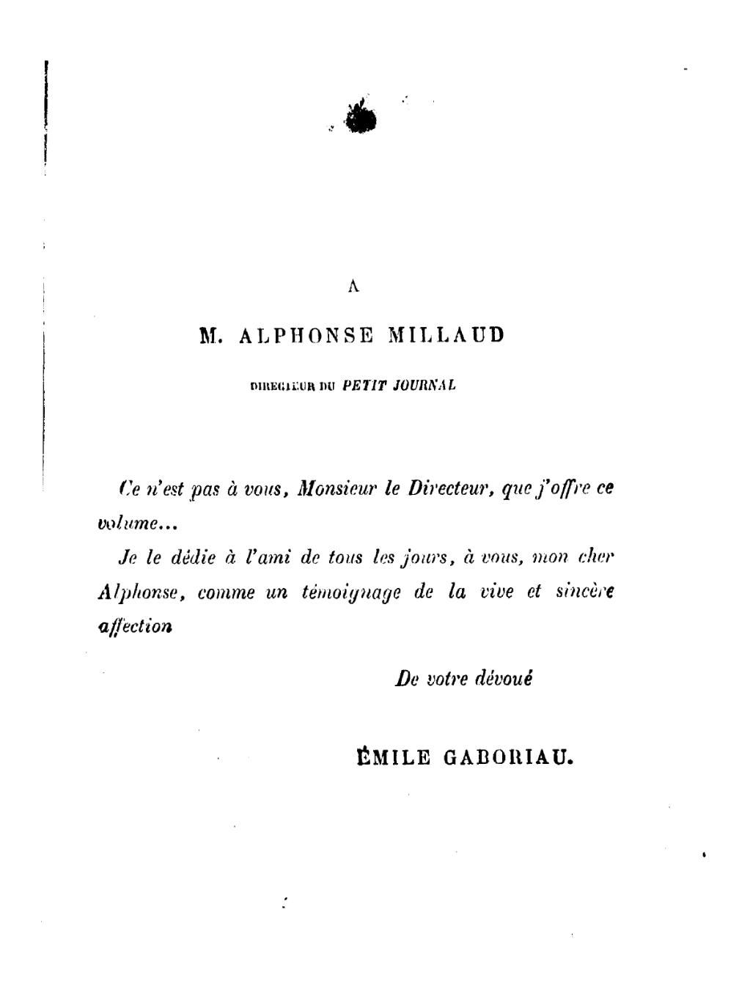 A
M. ALPHONSE MILLAUD
DIRECTEUR DU PETIT JOURNAL
Ce n'est pas à vous, Monsieur le Directeur, que j'offre ce
volume...
Je le dédie à l'ami de tous les jours, à vous, mon cher
Alphonse, comme un témoignage de la vive et sincère
affection
De votre dévoué
ÉMILE GABORIAU.